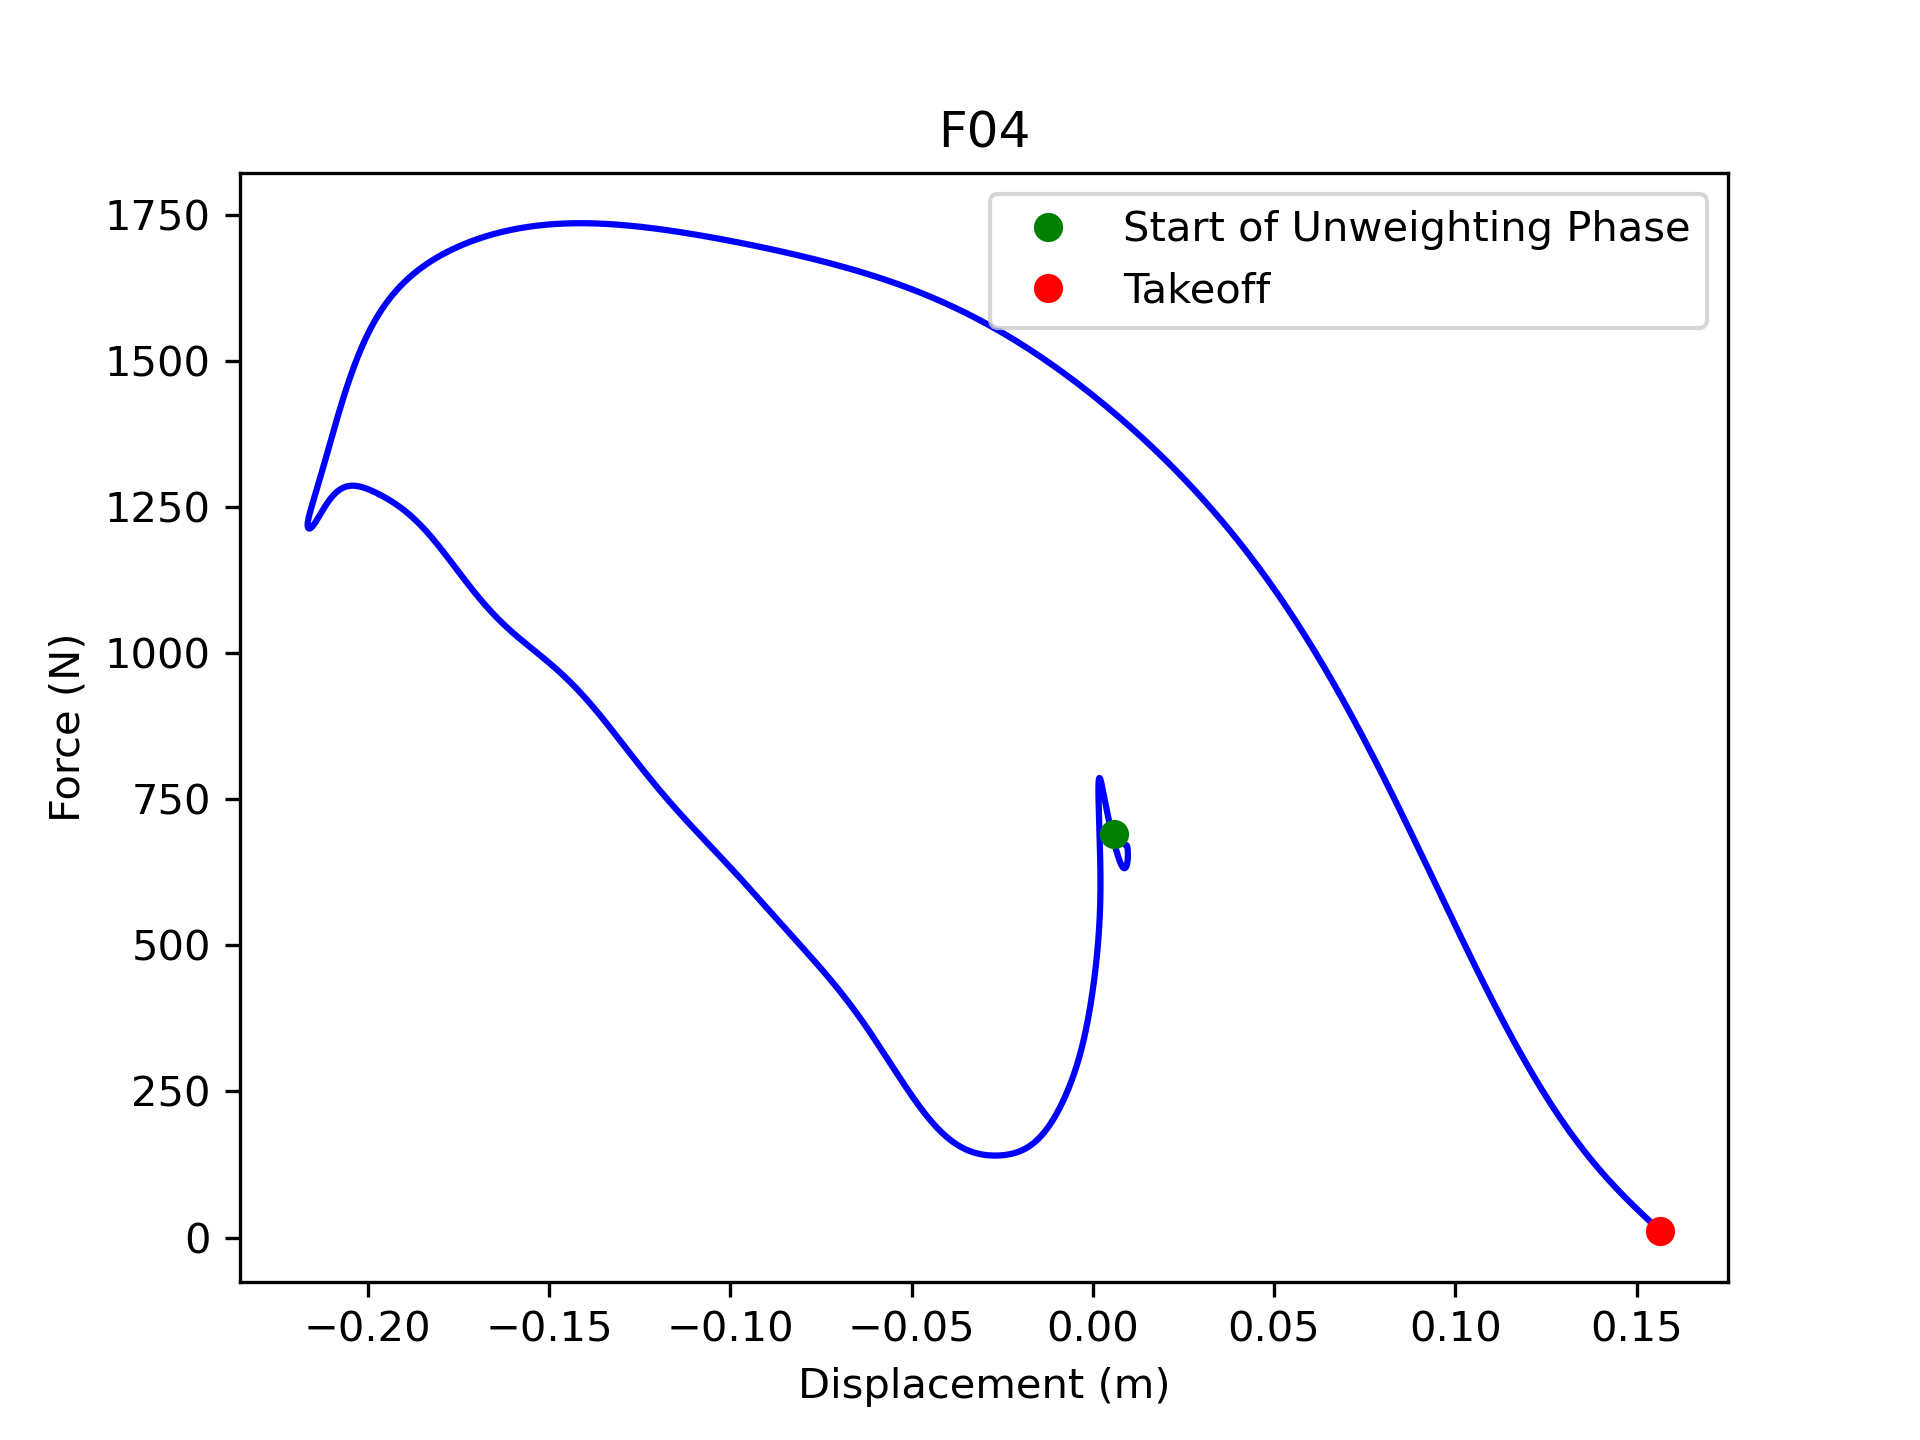 F04
Start of Unweighting Phase
Takeoff
1750
1500
1250
1000
750
500
250
0
Force (N)
−0.20 −0.15 −0.10 −0.05 0.00 0.05 0.10 0.15
Displacement (m)